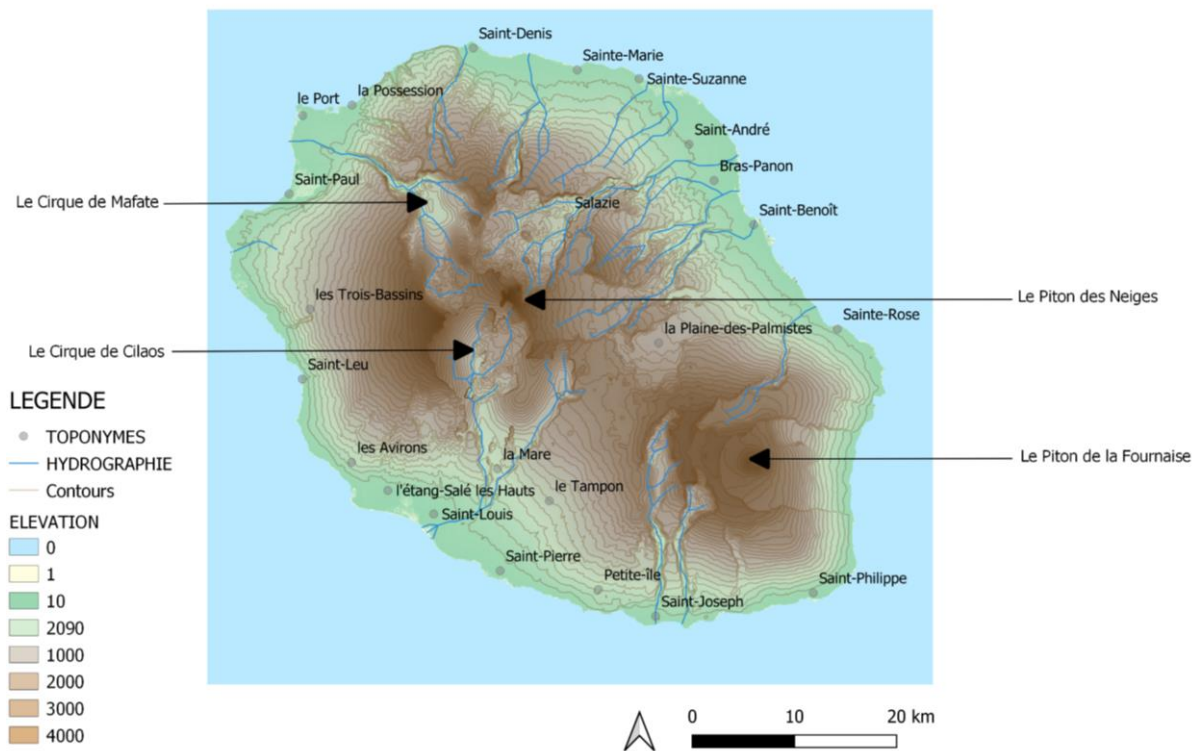 Saint-Denis
Sainte-Marie
Sainte-Suzanne
la Possession
le Port
Saint-André
Bras-Panon
Saint-Paul
Le Cirque de Mafate
Salazie
Saint-Benoît
les Trois-Bassins
Le Piton des Neiges
Sainte-Rose
la Plaine-des-Palmistes
Le Cirque de Cilaos
Saint-Leu
LEGENDE
TOPONYMES
HYDROGRAPHIE
Contours
ELEVATION
0
1
10
2090
1000
2000
3000
4000
les Avirons
la Mare
Le Piton de la Fournaise
l'étang-Salé les Hauts
le Tampon
Saint-Louis
Saint-Pierre
Petite-île
Saint-Philippe
Saint-Joseph
0 10 20 km